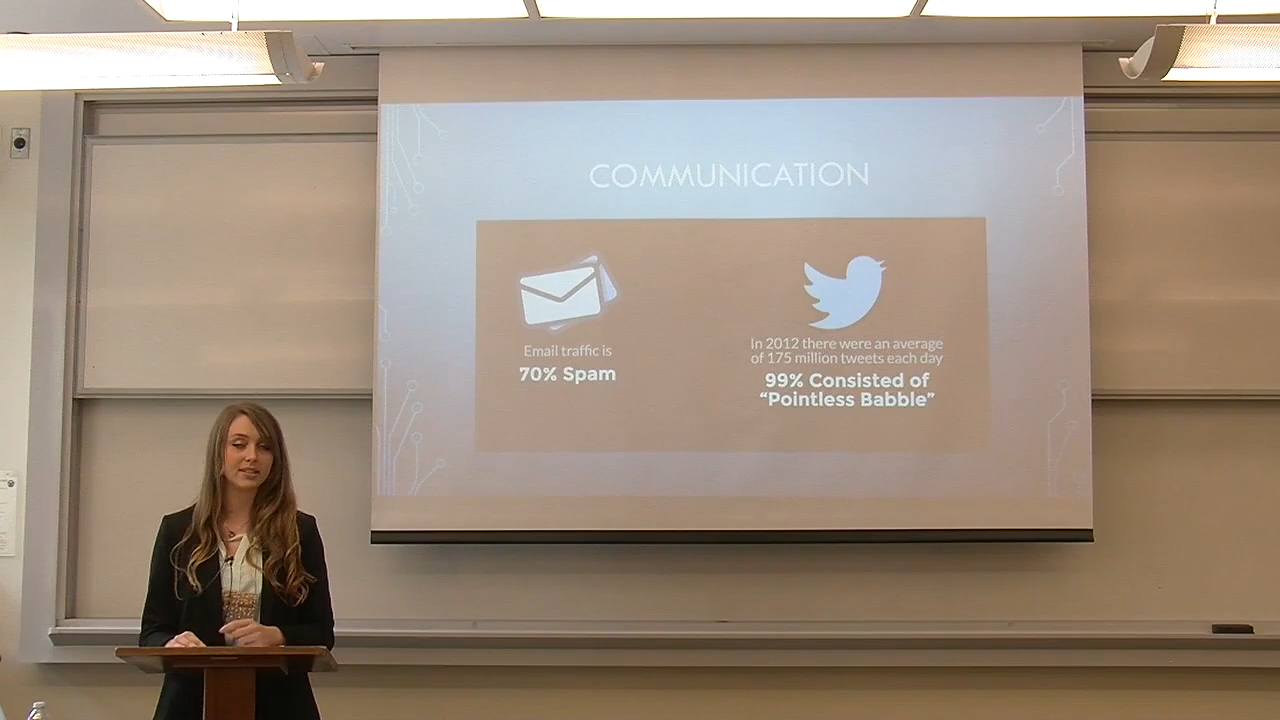 COMMUNICATION
Email traffic is
70% Spam
In 2012 there were an average
of 175 million tweets each day
99% Consisted of
“Pointless Babble”